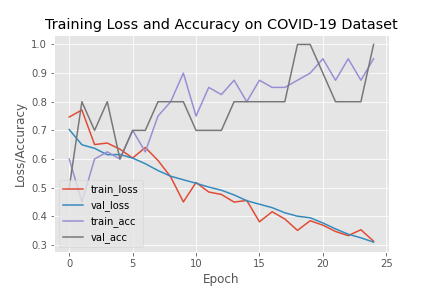 Training Loss and Accuracy on COVID-19 Dataset
1.0
0.9
0.8
0.7
0.6
0.5
0.4
0.3
Loss/Accuracy
train_loss
val_loss
train_acc
val_acc
0 5 10 15 20 25
Epoch